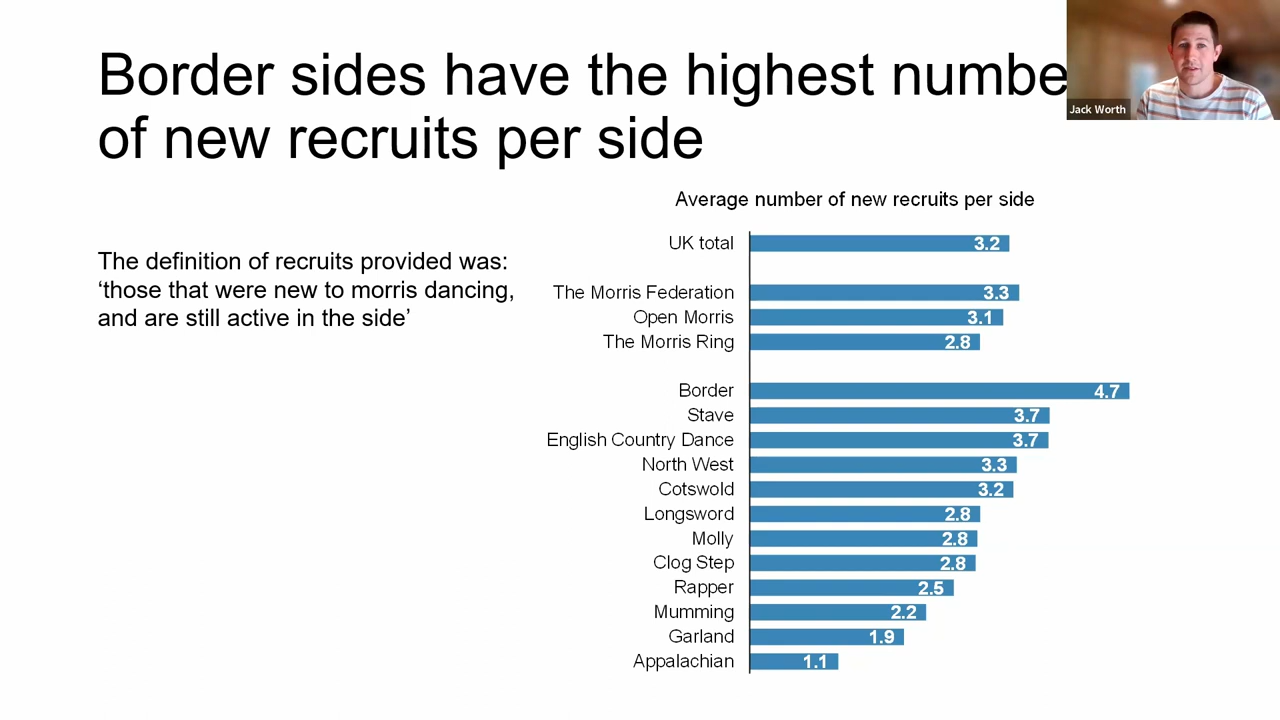 Border sides have the highest numbe
of new recruits per side
Jack Worth
The definition of recruits provided was:
‘those that were new to morris dancing,
and are still active in the side’
Average number of new recruits per side
UK total 3.2
The Morris Federation 3.3
Open Morris 3.1
The Morris Ring 2.8
Border 4.7
Stave 3.7
English Country Dance 3.7
North West 3.3
Cotswold 3.2
Longsword 2.8
Molly 2.8
Clog Step 2.8
Rapper 2.5
Mumming 2.2
Garland 1.9
Appalachian 1.1